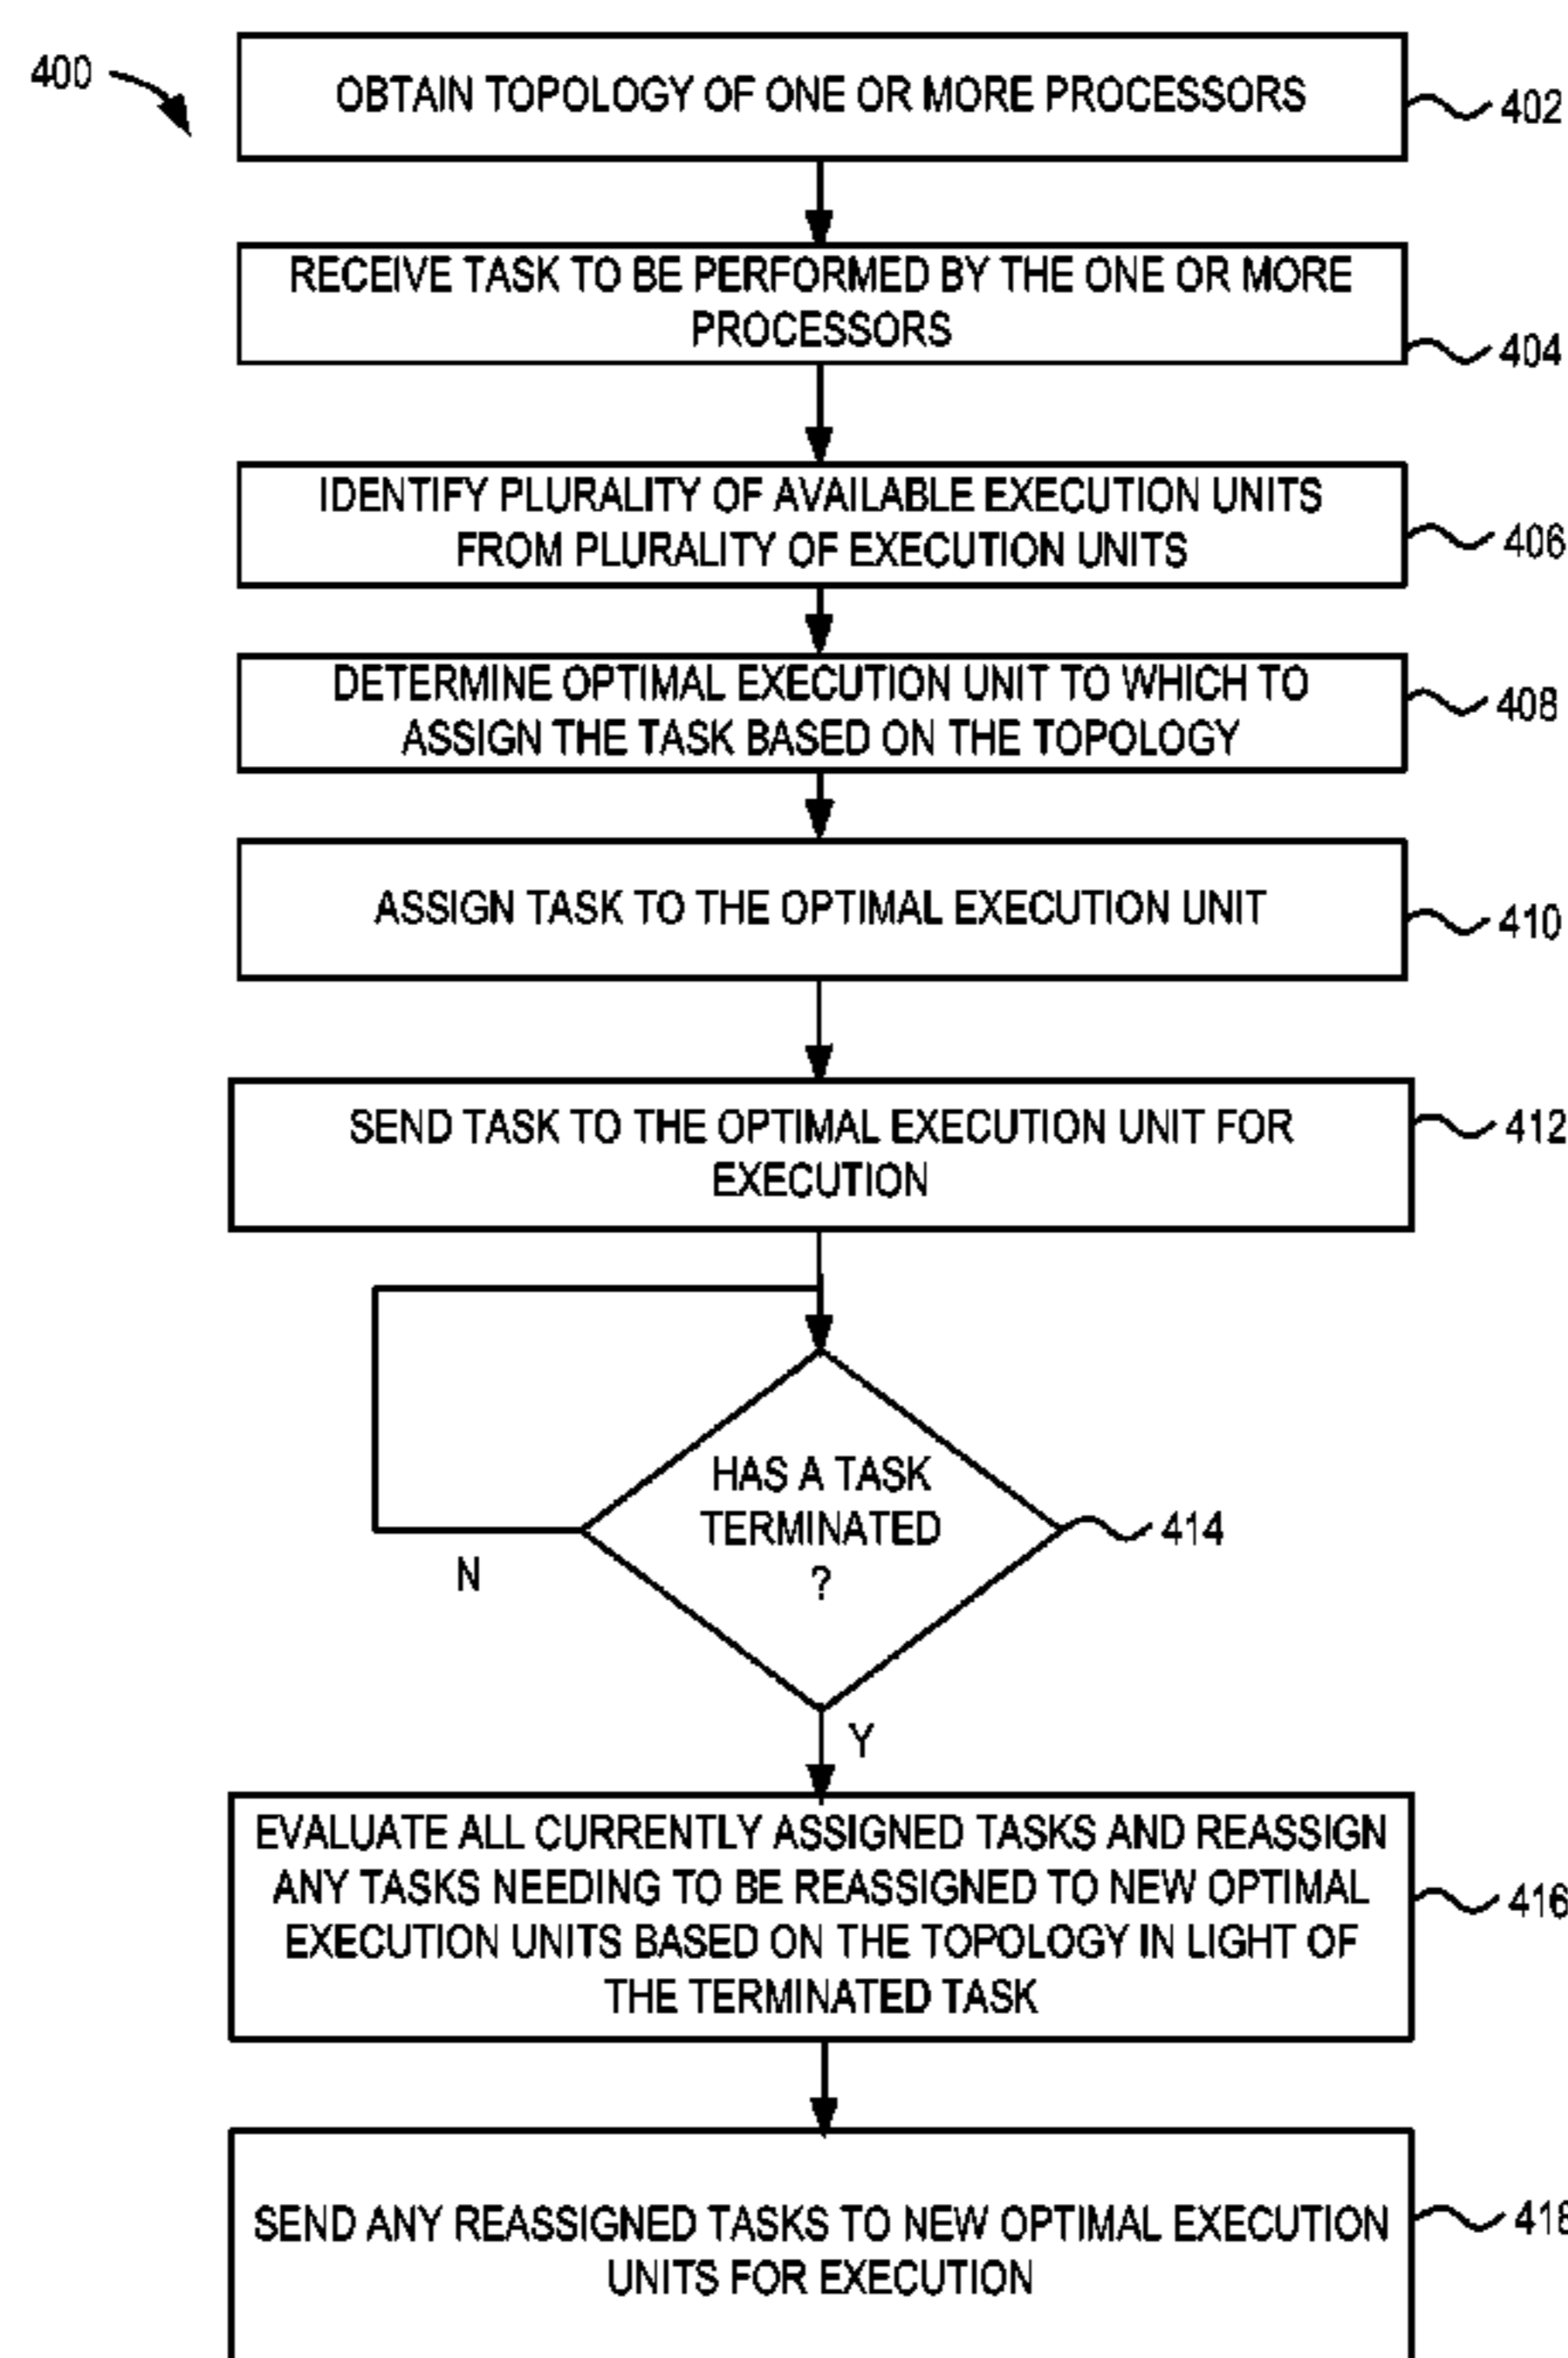 400
OBTAIN TOPOLOGY OF ONE OR MORE PROCESSORS
402
RECEIVE TASK TO BE PERFORMED BY THE ONE OR MORE
PROCESSORS
404
IDENTIFY PLURALITY OF AVAILABLE EXECUTION UNITS
FROM PLURALITY OF EXECUTION UNITS
406
DETERMINE OPTIMAL EXECUTION UNIT TO WHICH TO
ASSIGN THE TASK BASED ON THE TOPOLOGY
408
ASSIGN TASK TO THE OPTIMAL EXECUTION UNIT
410
SEND TASK TO THE OPTIMAL EXECUTION UNIT FOR
EXECUTION
412
HAS A TASK
TERMINATED
?
414
N
Y
EVALUATE ALL CURRENTLY ASSIGNED TASKS AND REASSIGN
ANY TASKS NEEDING TO BE REASSIGNED TO NEW OPTIMAL
EXECUTION UNITS BASED ON THE TOPOLOGY IN LIGHT OF
THE TERMINATED TASK
416
SEND ANY REASSIGNED TASKS TO NEW OPTIMAL EXECUTION
UNITS FOR EXECUTION
418